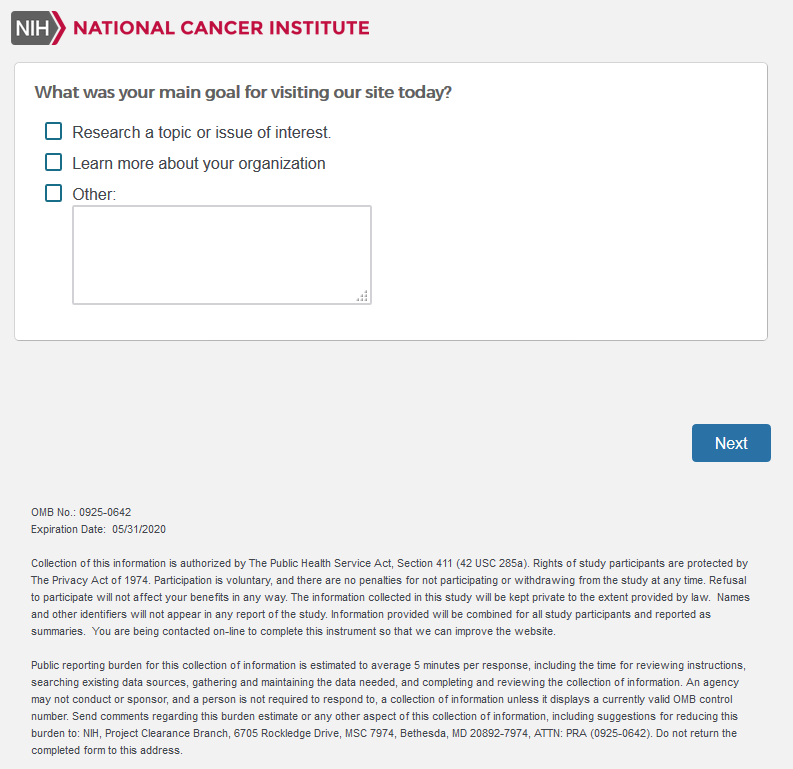 NIH NATIONAL CANCER INSTITUTE
What was your main goal for visiting our site today?
Research a topic or issue of interest.
Learn more about your organization
Other:
Next
OMB No.: 0925-0642
Expiration Date: 05/31/2020
Collection of this information is authorized by The Public Health Service Act, Section 411 (42 USC 285a). Rights of study participants are protected by
The Privacy Act of 1974. Participation is voluntary, and there are no penalties for not participating or withdrawing from the study at any time. Refusal
to participate will not affect your benefits in any way. The information collected in this study will be kept private to the extent provided by law. Names
and other identifiers will not appear in any report of the study. Information provided will be combined for all study participants and reported as
summaries. You are being contacted on-line to complete this instrument so that we can improve the website.
Public reporting burden for this collection of information is estimated to average 5 minutes per response, including the time for reviewing instructions,
searching existing data sources, gathering and maintaining the data needed, and completing and reviewing the collection of information. An agency
may not conduct or sponsor, and a person is not required to respond to, a collection of information unless it displays a currently valid OMB control
number. Send comments regarding this burden estimate or any other aspect of this collection of information, including suggestions for reducing this
burden to: NIH, Project Clearance Branch, 6705 Rockledge Drive, MSC 7974, Bethesda, MD 20892-7974, ATTN: PRA (0925-0642). Do not return the
completed form to this address.